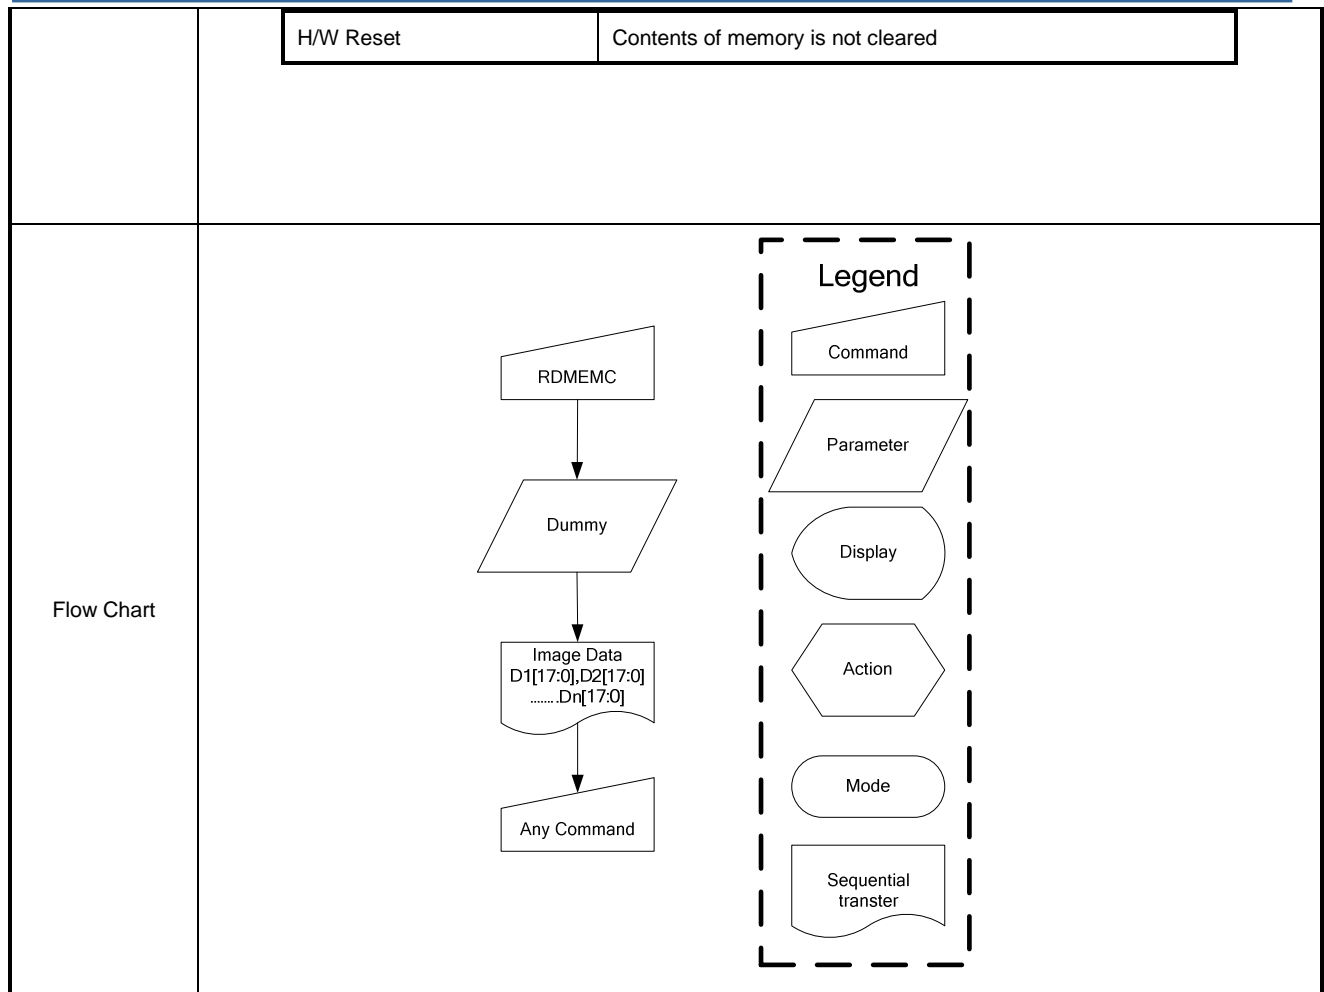 H/W Reset
Contents of memory is not cleared
Flow Chart
RDMEMC
Dummy
Image Data
D1[17:0],D2[17:0]
........Dn[17:0]
Any Command
Legend
Command
Parameter
Display
Action
Mode
Sequential
transter